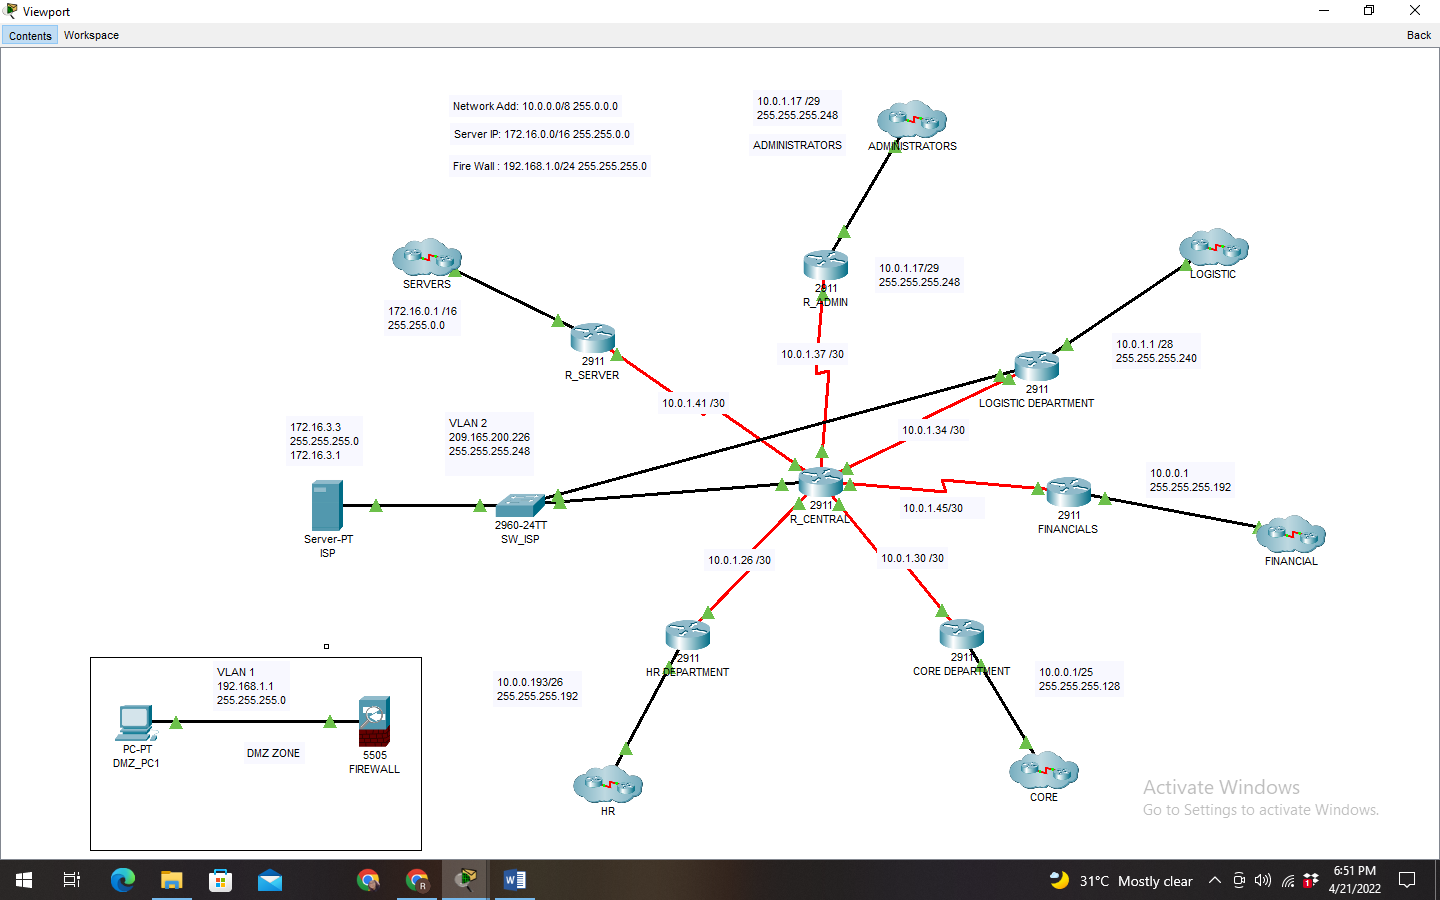 Viewport
Contents Workspace Back
Network Add: 10.0.0.0/8 255.0.0.0
Server IP: 172.16.0.0/16 255.255.0.0
Fire Wall : 192.168.1.0/24 255.255.255.0
10.0.1.17 /29
255.255.255.248
ADMINISTRATORS
ADMINISTRATORS
SERVERS
172.16.0.1 /16
255.255.0.0
2911
R_ADMIN
10.0.1.17/29
255.255.255.248
LOGISTIC
2911
R_SERVER
10.0.1.37 /30
10.0.1.1 /28
255.255.255.240
2911
LOGISTIC DEPARTMENT
10.0.1.41 /30
10.0.1.34 /30
172.16.3.3
255.255.255.0
172.16.3.1
VLAN 2
209.165.200.226
255.255.255.248
10.0.0.1
255.255.255.192
Server-PT
ISP
2960-24TT
SW_ISP
2911
R_CENTRAL
10.0.1.45/30
2911
FINANCIALS
FINANCIAL
10.0.1.26 /30
10.0.1.30 /30
2911
HR DEPARTMENT
2911
CORE DEPARTMENT
10.0.0.193/26
255.255.255.192
10.0.0.1/25
255.255.255.128
VLAN 1
192.168.1.1
255.255.255.0
PC-PT
DMZ_PC1
DMZ ZONE
5505
FIREWALL
HR
CORE
Activate Windows
Go to Settings to activate Windows.
31°C Mostly clear
6:51 PM
4/21/2022